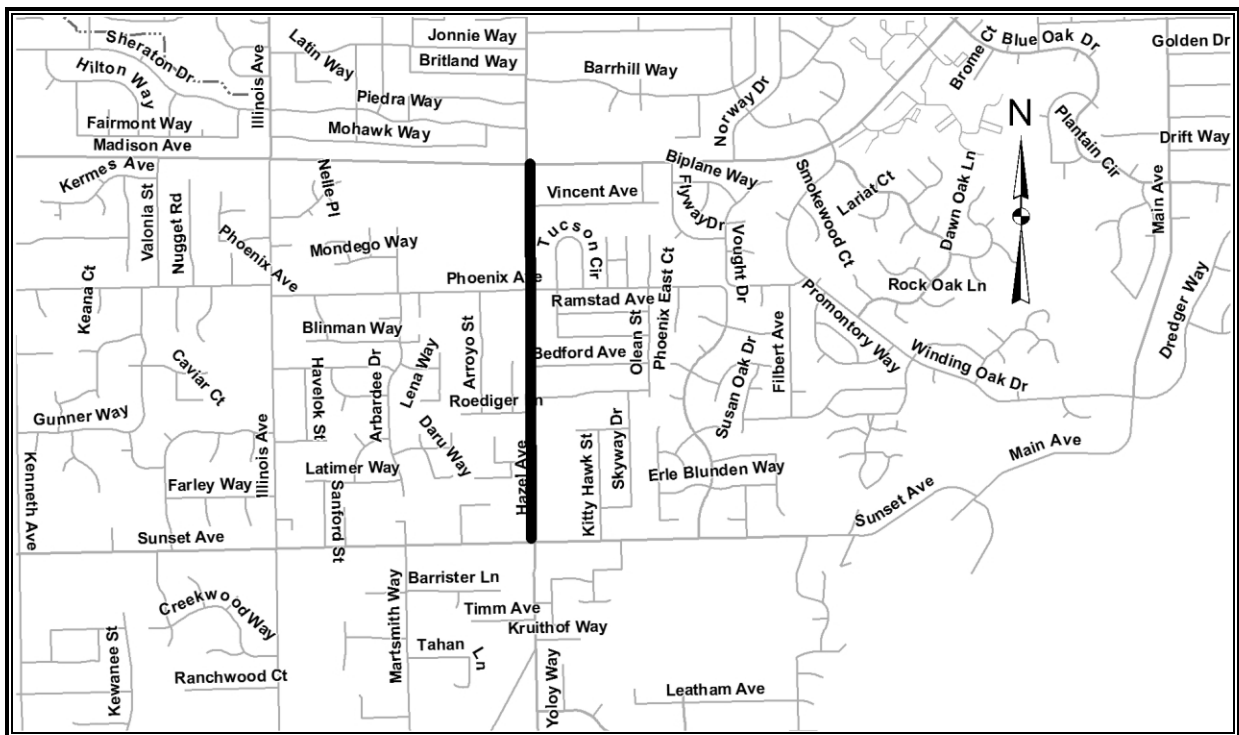 Jonnie Way
Blue Oak Dr
Golden Dr
Sheraton Dr
Latin Way
Britland Way
Brome Ct
Hilton Way
Illinois Ave
Barrhill Way
Piedra Way
Norway Dr
Plantain Cir
N
Fairmont Way
Mohawk Way
Drift Way
Madison Ave
Kermes Ave
Biplane Way
Nelle Pl
Smokewood Ct
Lariat Ct
Dawn Oak Ln
Main Ave
Valonia St
Nugget Rd
Vincent Ave
Flyway Dr
Phoenix Ave
Mondego Way
Tucson Cir
Vought Dr
Phoenix East Ct
Keana Ct
Phoenix Ave
Ramstad Ave
Rock Oak Ln
Promontory Way
Dredger Way
Blinman Way
Arroyo St
Olean St
Filbert Ave
Bedford Ave
Winding Oak Dr
Caviar Ct
Havelok St
Arbardee Dr
Lena Way
Susan Oak Dr
Roediger Ln
Gunner Way
Daru Way
Skyway Dr
Main Ave
Illinois Ave
Hazel Ave
Kitty Hawk St
Kenneth Ave
Latimer Way
Erle Blunden Way
Farley Way
Sanford St
Sunset Ave
Sunset Ave
Barrister Ln
Creekwood Way
Martsmith Way
Timm Ave
Kruithof Way
Kewanee St
Tahan Ln
Ranchwood Ct
Yoloy Way
Leatham Ave